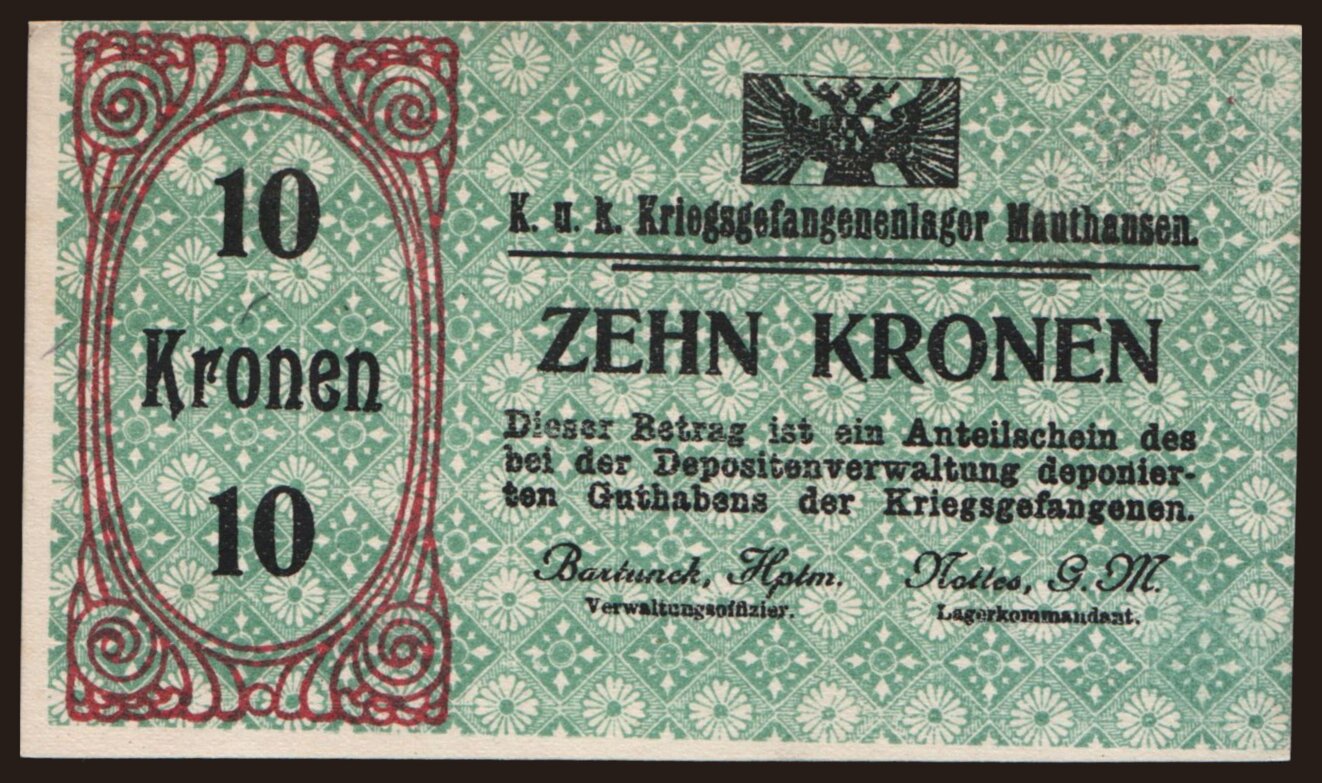 10
Kronen
10
K. u. k. Kriegsgefangenenlager Mauthausen.
ZEHN KRONEN
Dieser Betrag ist ein Anteilschein des
bei der Depositenverwaltung deponier-
ten Guthabens der Kriegsgefangenen.
Bartunek, Hptm. Nottes, G. M.
Verwaltungsoffizier. Lagerkommandant.